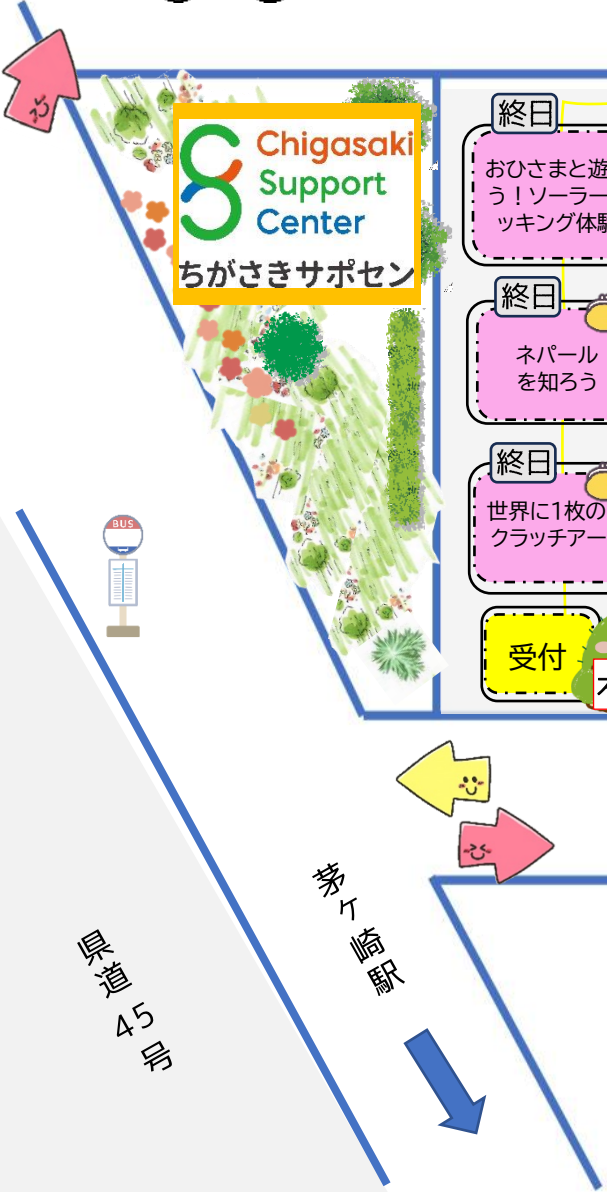 Chigasaki
Support
Center
ちがさきサポセン
終日
おひさまと遊
う！ソーラー
ッキング体験
終日
ネパール
を知ろう
終日
世界に1枚の
クラッチアー
受付
BUS
茅ヶ崎駅
県道45号